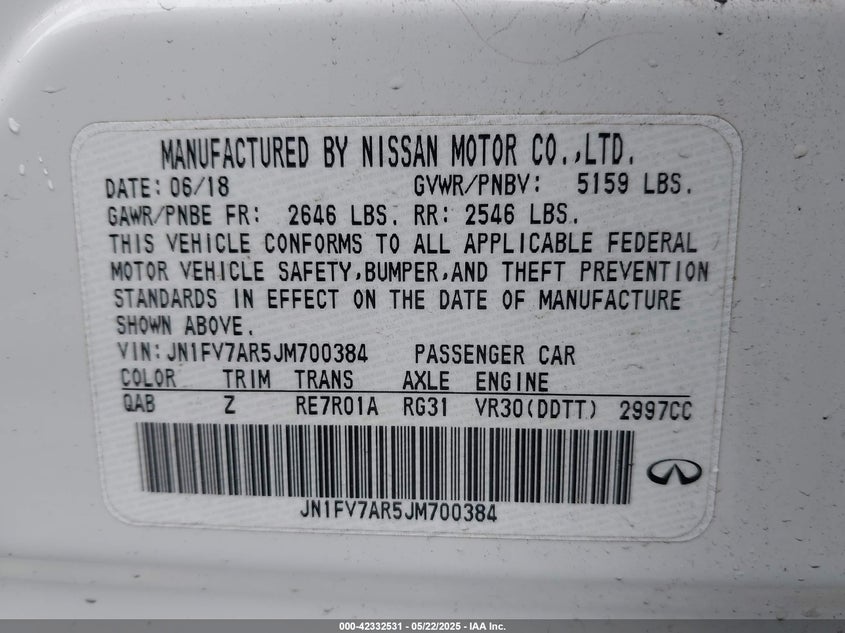 MANUFACTURED BY NISSAN MOTOR CO.,LTD.
DATE: 06/18 GVWR/PNBV: 5159 LBS.
GAWR/PNBE FR: 2646 LBS. RR: 2546 LBS.
THIS VEHICLE CONFORMS TO ALL APPLICABLE FEDERAL
MOTOR VEHICLE SAFETY,BUMPER,AND THEFT PREVENTION
STANDARDS IN EFFECT ON THE DATE OF MANUFACTURE
SHOWN ABOVE.
VIN: JN1FV7AR5JM700384 PASSENGER CAR
COLOR TRIM TRANS AXLE ENGINE
QAB Z RE7R01A RG31 VR30(DDTT) 2997CC
JN1FV7AR5JM700384
000-42332531 - 05/22/2025 - IAA Inc.